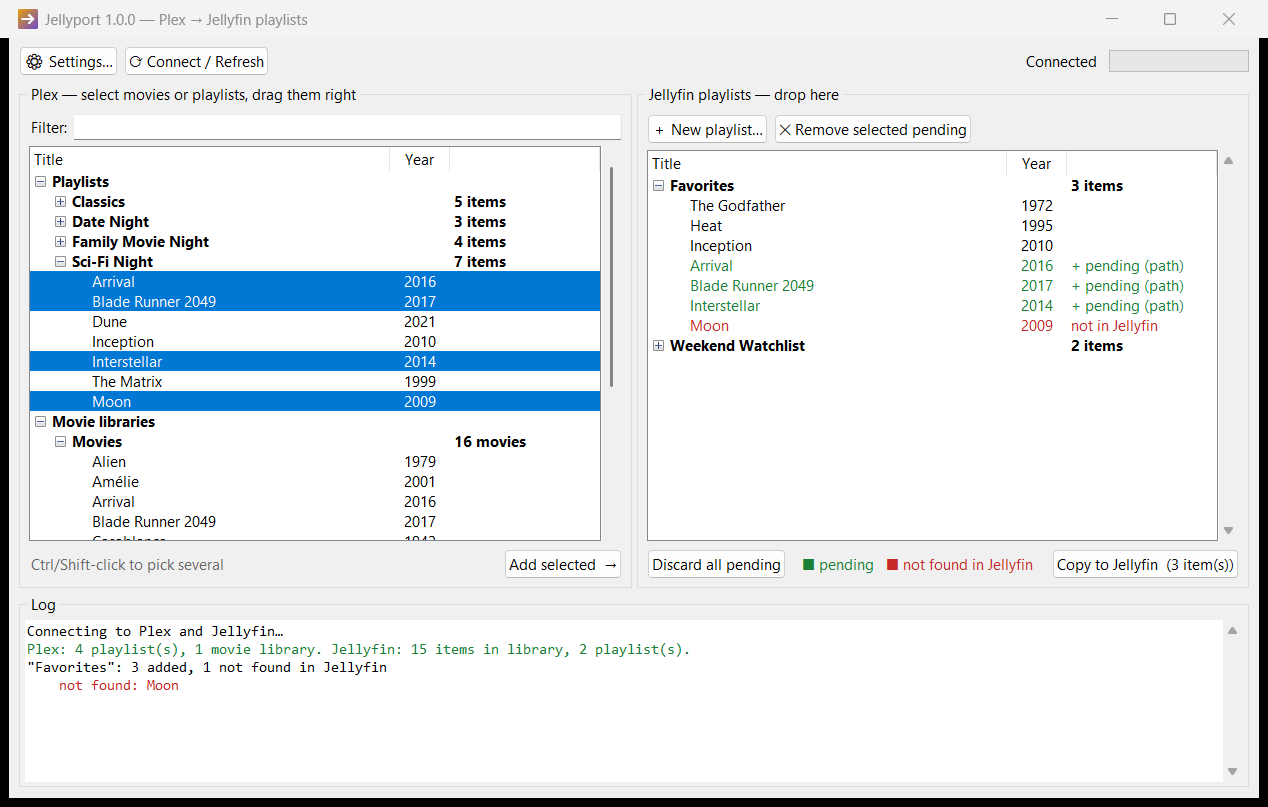 Jellyport 1.0.0 — Plex → Jellyfin playlists
Settings... Connect / Refresh Connected
Plex — select movies or playlists, drag them right
Filter:
Title Year
Playlists
Classics 5 items
Date Night 3 items
Family Movie Night 4 items
Sci-Fi Night 7 items
Arrival 2016
Blade Runner 2049 2017
Dune 2021
Inception 2010
Interstellar 2014
The Matrix 1999
Moon 2009
Movie libraries
Movies 16 movies
Alien 1979
Amélie 2001
Arrival 2016
Blade Runner 2049 2017
Casablanca 1942
Ctrl/Shift-click to pick several Add selected →
Jellyfin playlists — drop here
+ New playlist... Remove selected pending
Title Year
Favorites 3 items
The Godfather 1972
Heat 1995
Inception 2010
Arrival 2016 + pending (path)
Blade Runner 2049 2017 + pending (path)
Interstellar 2014 + pending (path)
Moon 2009 not in Jellyfin
Weekend Watchlist 2 items
Discard all pending ■ pending ■ not found in Jellyfin Copy to Jellyfin (3 item(s))
Log
Connecting to Plex and Jellyfin…
Plex: 4 playlist(s), 1 movie library. Jellyfin: 15 items in library, 2 playlist(s).
"Favorites": 3 added, 1 not found in Jellyfin
not found: Moon